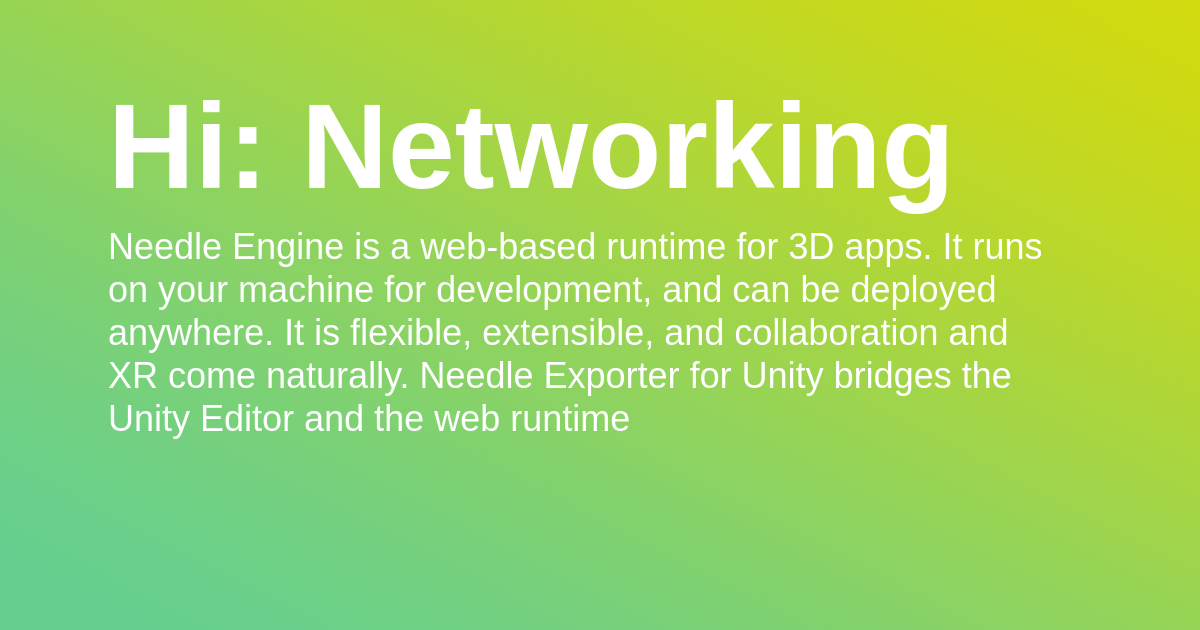 Hi: Networking
Needle Engine is a web-based runtime for 3D apps. It runs
on your machine for development, and can be deployed
anywhere. It is flexible, extensible, and collaboration and
XR come naturally. Needle Exporter for Unity bridges the
Unity Editor and the web runtime